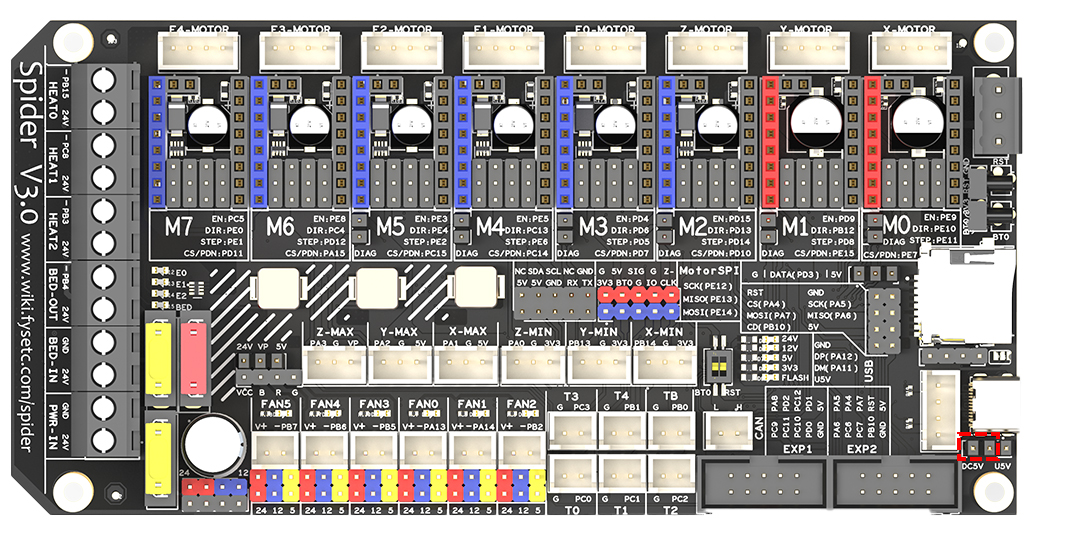 E4-MOTOR E3-MOTOR E2-MOTOR E1-MOTOR E0-MOTOR Z-MOTOR Y-MOTOR X-MOTOR
Spider V3.0 www.wiki.fysetc.com/spider
-PB15 24V
HEAT0
-PC8 24V
HEAT1
-PB3 24V
HEAT2
-PB4 24V
BED-OUT
GND 24V
BED-IN
GND 24V
PWR-IN
M7
EN:PC5
DIR:PE0
STEP:PE1
CS/PDN:PD11
M6
EN:PE8
DIR:PC4
STEP:PD12
CS/PDN:PA15
M5
EN:PE3
DIR:PE4
STEP:PE2
DIAG CS/PDN:PC15
M4
EN:PE5
DIR:PC13
STEP:PE6
DIAG CS/PDN:PC14
M3
EN:PD4
DIR:PD6
STEP:PD5
DIAG CS/PDN:PD7
M2
EN:PD15
DIR:PD14
STEP:PD10
DIAG CS/PDN:PD10
M1
EN:PD9
DIR:PB12
STEP:PD8
DIAG CS/PDN:PE15
M0
EN:PE9
DIR:PE10
STEP:PE11
DIAG CS/PDN:PE7
RST
BT0
E0
E1
E2
BED
NC SDA SCL NC GND
5V 5V GND RX TX
G 5V SIG G Z-
3V3 BT0 G IO CLK
MotorSPI
SCK(PE12)
MISO(PE13)
MOSI(PE14)
G DATA(PD3) 5V
RST GND
CS(PA4) SCK(PA5)
MOSI(PA7) MISO(PA6)
CD(PB10) 5V
Z-MAX Y-MAX X-MAX Z-MIN Y-MIN X-MIN
PA3 G VP PA2 G 5V PA1 G 5V PA0 G 3V3 PB13 G 3V3 PB14 G 3V3
24V VP 5V
VCC B R G
24V
12V
5V
3V3
FLASH
GND
DP(PA12)
DM(PA11)
U5V
USB
BT0 RST
FAN5 FAN4 FAN3 FAN0 FAN1 FAN2
V+ -PB7 V+ -PB6 V+ -PB5 V+ -PA13 V+ -PA14 V+ -PB2
24 12 5 24 12 5 24 12 5 24 12 5 24 12 5 24 12 5
24 12
T3 T4 TB
G PC3 G PB1 G PB0
G PC0 G PC1 G PC2
T0 T1 T2
L H
CAN
PA8 PD2 PC12 PD1 5V
PC9 PC11 PC10 PD0 GND
EXP1
PA5 PA4 PC7 RST 5V
PA6 PC6 PA7 PB10 GND
EXP2
DC5V U5V